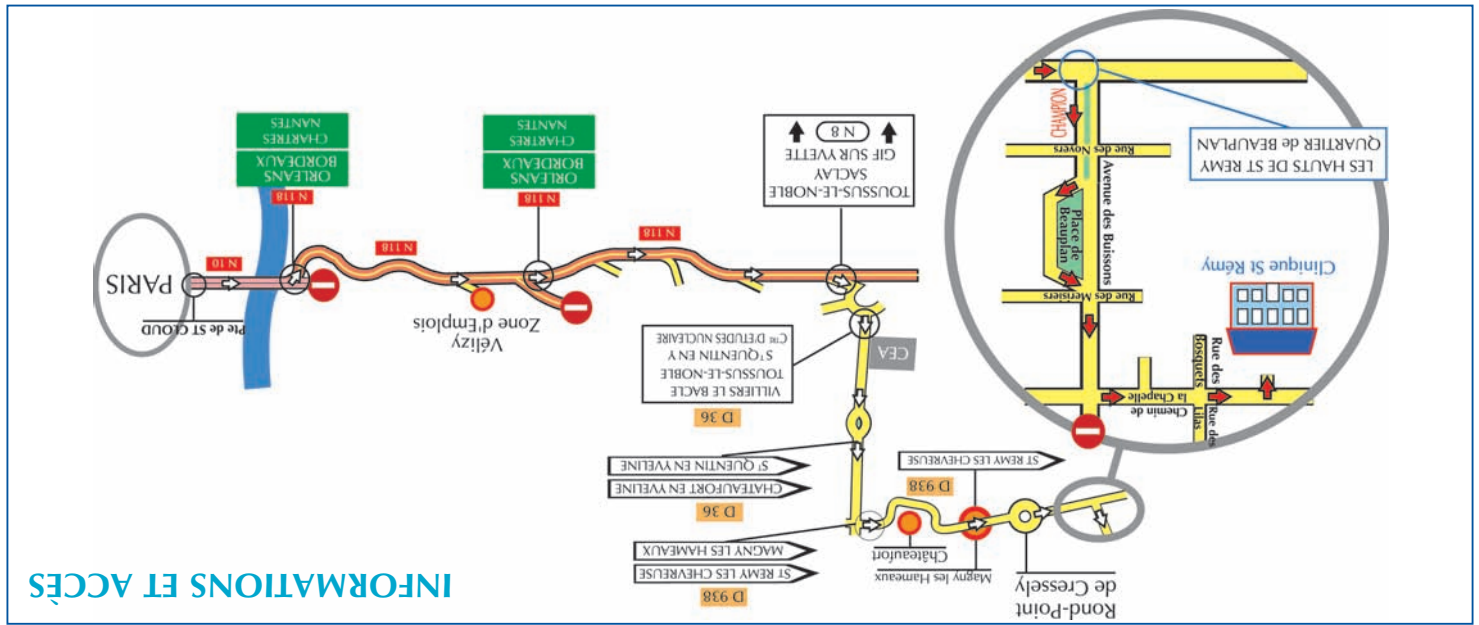 INFORMATIONS ET ACCÈS
Rond-Point
de Cressely
Magny les Hameaux
Châteaufort
D 938
ST REMY LES CHEVREUSE
MAGNY LES HAMEAUX
D 36
CHATEAUFORT EN YVELINE
ST QUENTIN EN YVELINE
D 938
ST REMY LES CHEVREUSE
D 36
VILLIERS LE BACLE
TOUSSUS-LE-NOBLE
ST QUENTIN EN Y
CTRE D'ETUDES NUCLEAIRE
CEA
Vélizy
Zone d'Emplois
Pte de ST CLOUD
PARIS
N 10
N 118
ORLEANS
BORDEAUX
CHARTRES
NANTES
N 118
N 118
ORLEANS
BORDEAUX
CHARTRES
NANTES
N 118
TOUSSUS-LE-NOBLE
SACLAY
GIF SUR YVETTE
N 8
Rue des
Lilas
Rue des
Bosquets
Chemin de
la Chapelle
Clinique St Rémy
Rue des Merisiers
Place de
Beauplan
Avenue des Buissons
Rue des Noyers
CHAMPION
LES HAUTS DE ST REMY
QUARTIER de BEAUPLAN